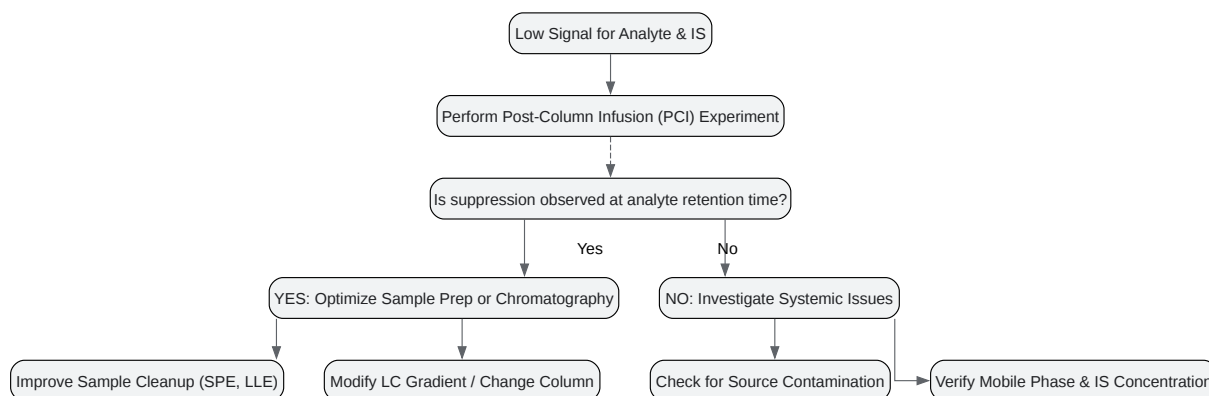 Low Signal for Analyte & IS
Perform Post-Column Infusion (PCI) Experiment
Is suppression observed at analyte retention time?
Yes
No
YES: Optimize Sample Prep or Chromatography
NO: Investigate Systemic Issues
Improve Sample Cleanup (SPE, LLE)
Modify LC Gradient / Change Column
Check for Source Contamination
Verify Mobile Phase & IS Concentration